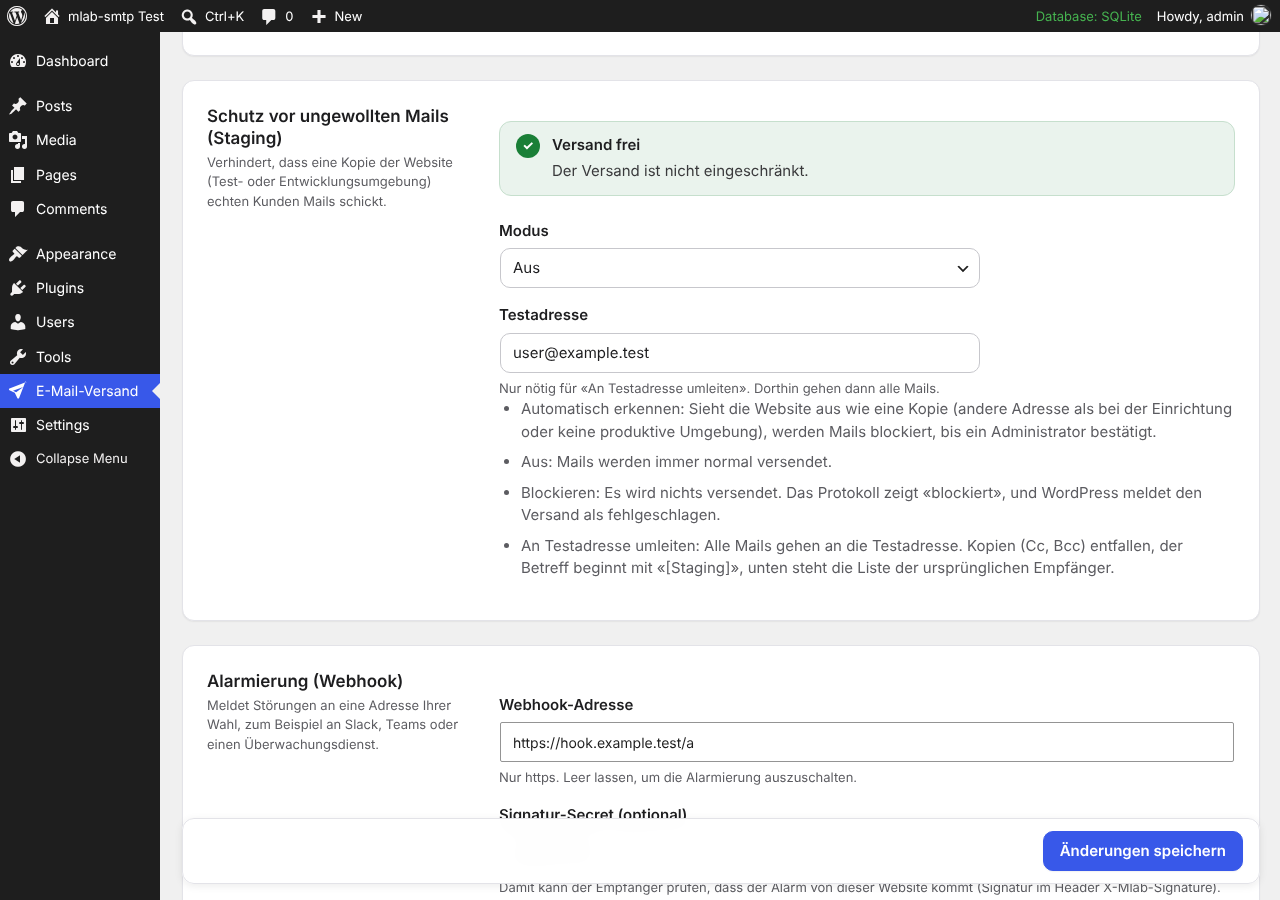 mlab-smtp Test
Ctrl+K
0
New
Database: SQLite
Howdy, admin
Dashboard
Posts
Media
Pages
Comments
Appearance
Plugins
Users
Tools
E-Mail-Versand
Settings
Collapse Menu
Schutz vor ungewollten Mails
(Staging)
Verhindert, dass eine Kopie der Website
(Test- oder Entwicklungsumgebung)
echten Kunden Mails schickt.
Versand frei
Der Versand ist nicht eingeschränkt.
Modus
Aus
Testadresse
user@example.test
Nur nötig für «An Testadresse umleiten». Dorthin gehen dann alle Mails.
• Automatisch erkennen: Sieht die Website aus wie eine Kopie (andere Adresse als bei der Einrichtung
oder keine produktive Umgebung), werden Mails blockiert, bis ein Administrator bestätigt.
• Aus: Mails werden immer normal versendet.
• Blockieren: Es wird nichts versendet. Das Protokoll zeigt «blockiert», und WordPress meldet den
Versand als fehlgeschlagen.
• An Testadresse umleiten: Alle Mails gehen an die Testadresse. Kopien (Cc, Bcc) entfallen, der
Betreff beginnt mit «[Staging]», unten steht die Liste der ursprünglichen Empfänger.
Alarmierung (Webhook)
Meldet Störungen an eine Adresse Ihrer
Wahl, zum Beispiel an Slack, Teams oder
einen Überwachungsdienst.
Webhook-Adresse
https://hook.example.test/a
Nur https. Leer lassen, um die Alarmierung auszuschalten.
Signatur-Secret (optional)
Änderungen speichern
Damit kann der Empfänger prüfen, dass der Alarm von dieser Website kommt (Signatur im Header X-Mlab-Signature).